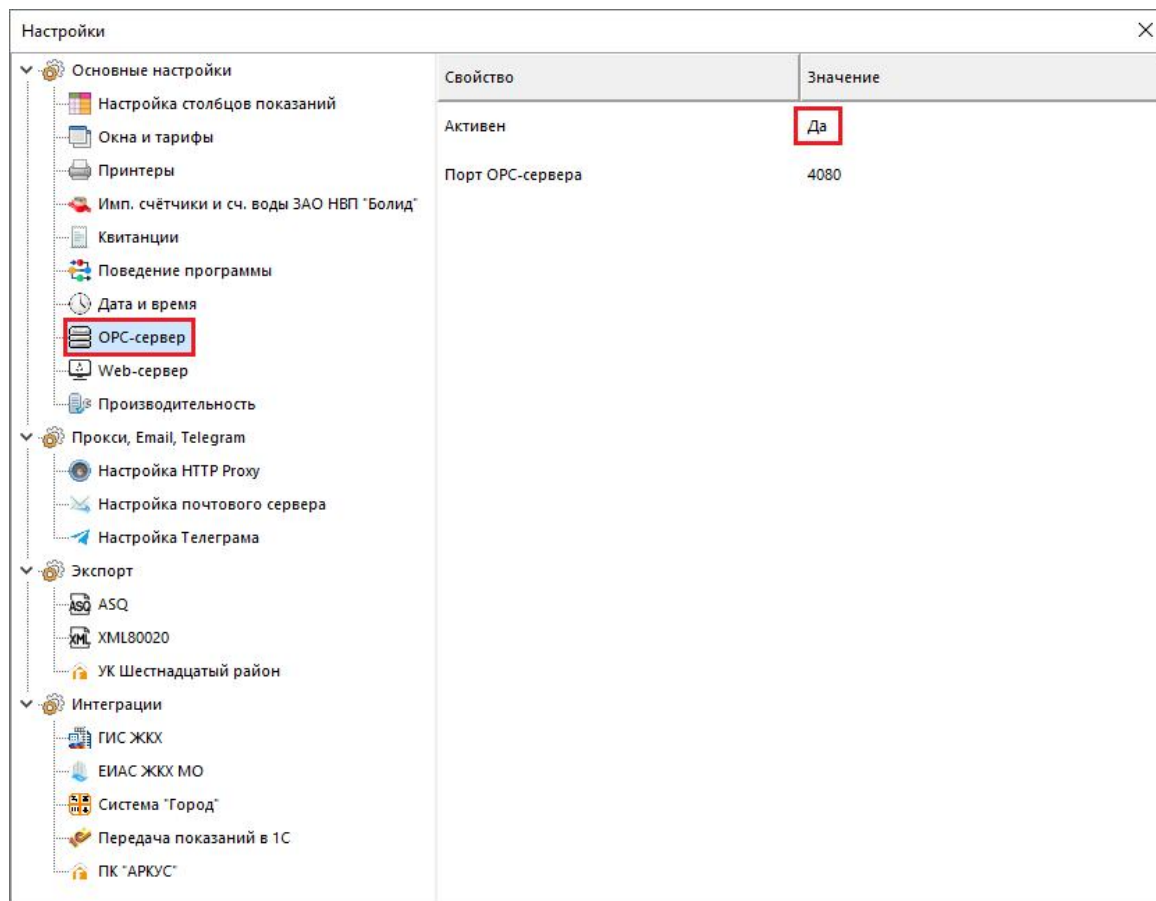 Настройки
Основные настройки
Настройка столбцов показаний
Окна и тарифы
Принтеры
Имп. счётчики и сч. воды ЗАО НВП "Болид"
Квитанции
Поведение программы
Дата и время
OPC-сервер
Web-сервер
Производительность
Прокси, Email, Telegram
Настройка HTTP Proxy
Настройка почтового сервера
Настройка Телеграма
Экспорт
ASQ
ASQ
XML
XML80020
УК Шестнадцатый район
Интеграции
ГИС ЖКХ
ЕИАС ЖКХ МО
Система "Город"
Передача показаний в 1С
ПК "АРКУС"
Свойство Значение
Активен Да
Порт OPC-сервера 4080